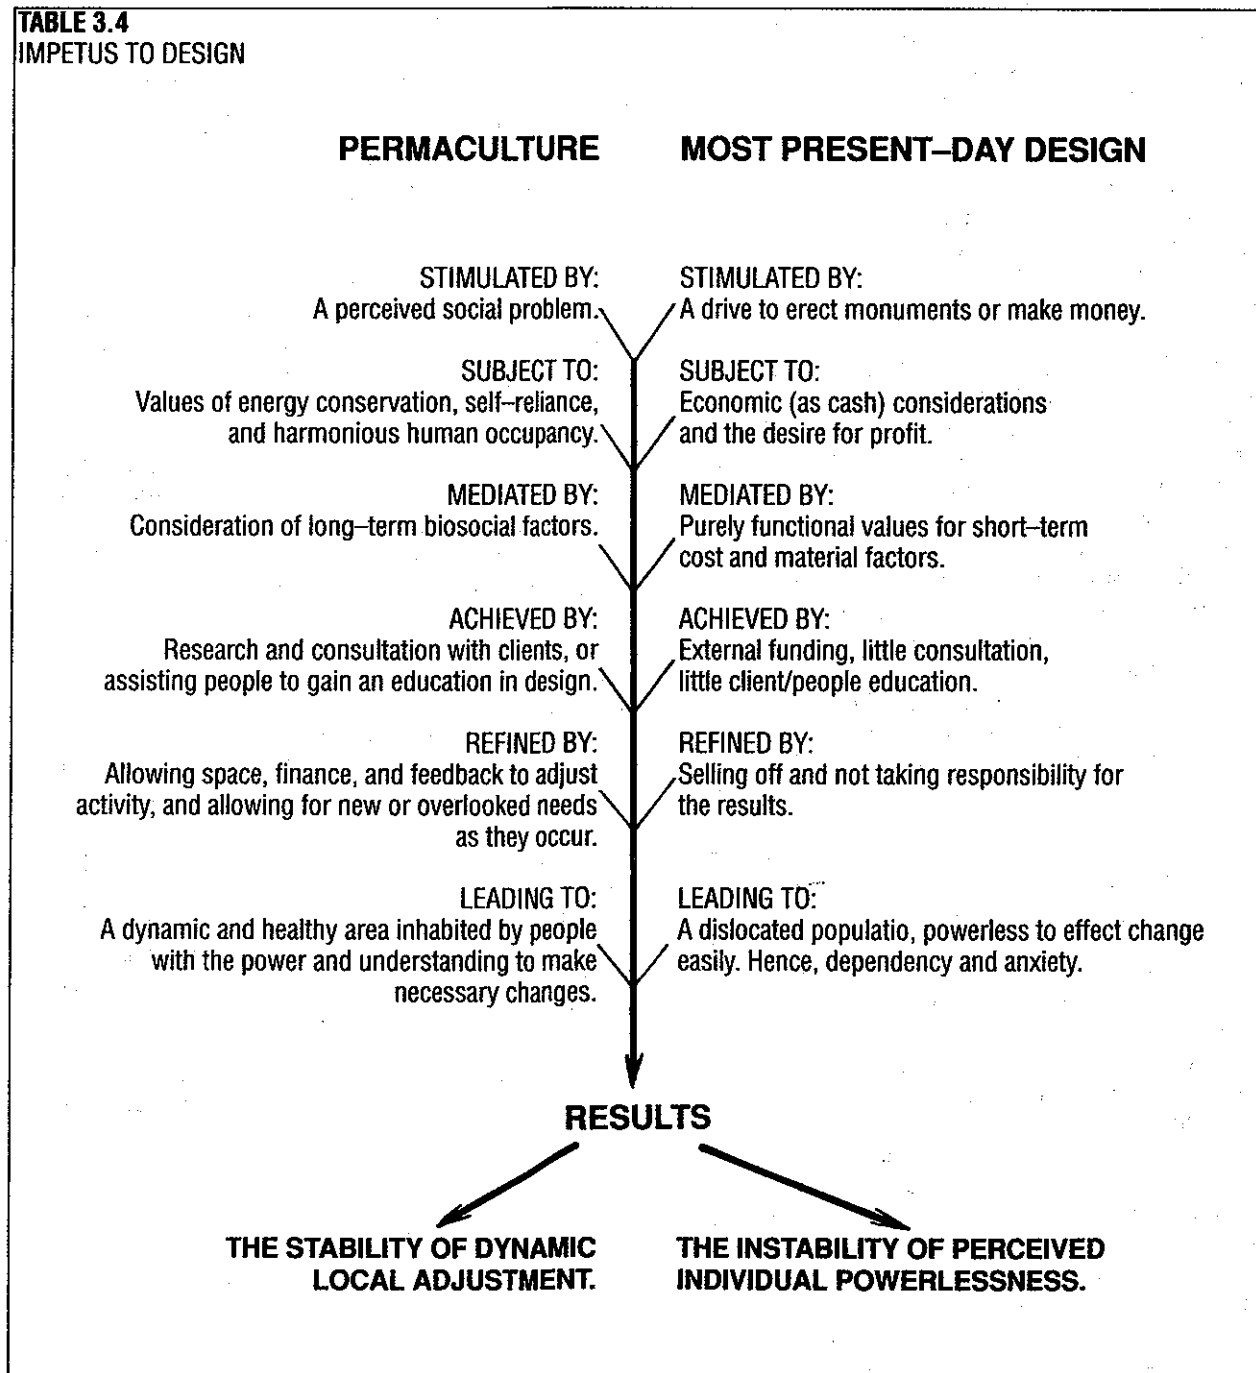 TABLE 3.4
IMPETUS TO DESIGN
PERMACULTURE
MOST PRESENT–DAY DESIGN
STIMULATED BY:
A perceived social problem.
STIMULATED BY:
A drive to erect monuments or make money.
SUBJECT TO:
Values of energy conservation, self–reliance,
and harmonious human occupancy.
SUBJECT TO:
Economic (as cash) considerations
and the desire for profit.
MEDIATED BY:
Consideration of long–term biosocial factors.
MEDIATED BY:
Purely functional values for short–term
cost and material factors.
ACHIEVED BY:
Research and consultation with clients, or
assisting people to gain an education in design.
ACHIEVED BY:
External funding, little consultation,
little client/people education.
REFINED BY:
Allowing space, finance, and feedback to adjust
activity, and allowing for new or overlooked needs
as they occur.
REFINED BY:
Selling off and not taking responsibility for
the results.
LEADING TO:
A dynamic and healthy area inhabited by people
with the power and understanding to make
necessary changes.
LEADING TO:
A dislocated populatio, powerless to effect change
easily. Hence, dependency and anxiety.
RESULTS
THE STABILITY OF DYNAMIC
LOCAL ADJUSTMENT.
THE INSTABILITY OF PERCEIVED
INDIVIDUAL POWERLESSNESS.